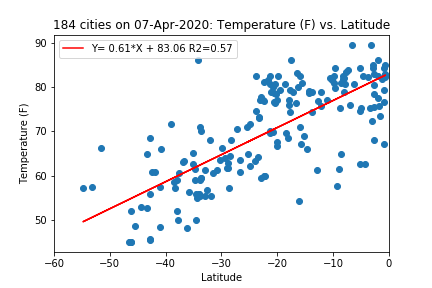 184 cities on 07-Apr-2020: Temperature (F) vs. Latitude
Y= 0.61*X + 83.06 R2=0.57
Temperature (F)
90
80
70
60
50
−60 −50 −40 −30 −20 −10 0
Latitude